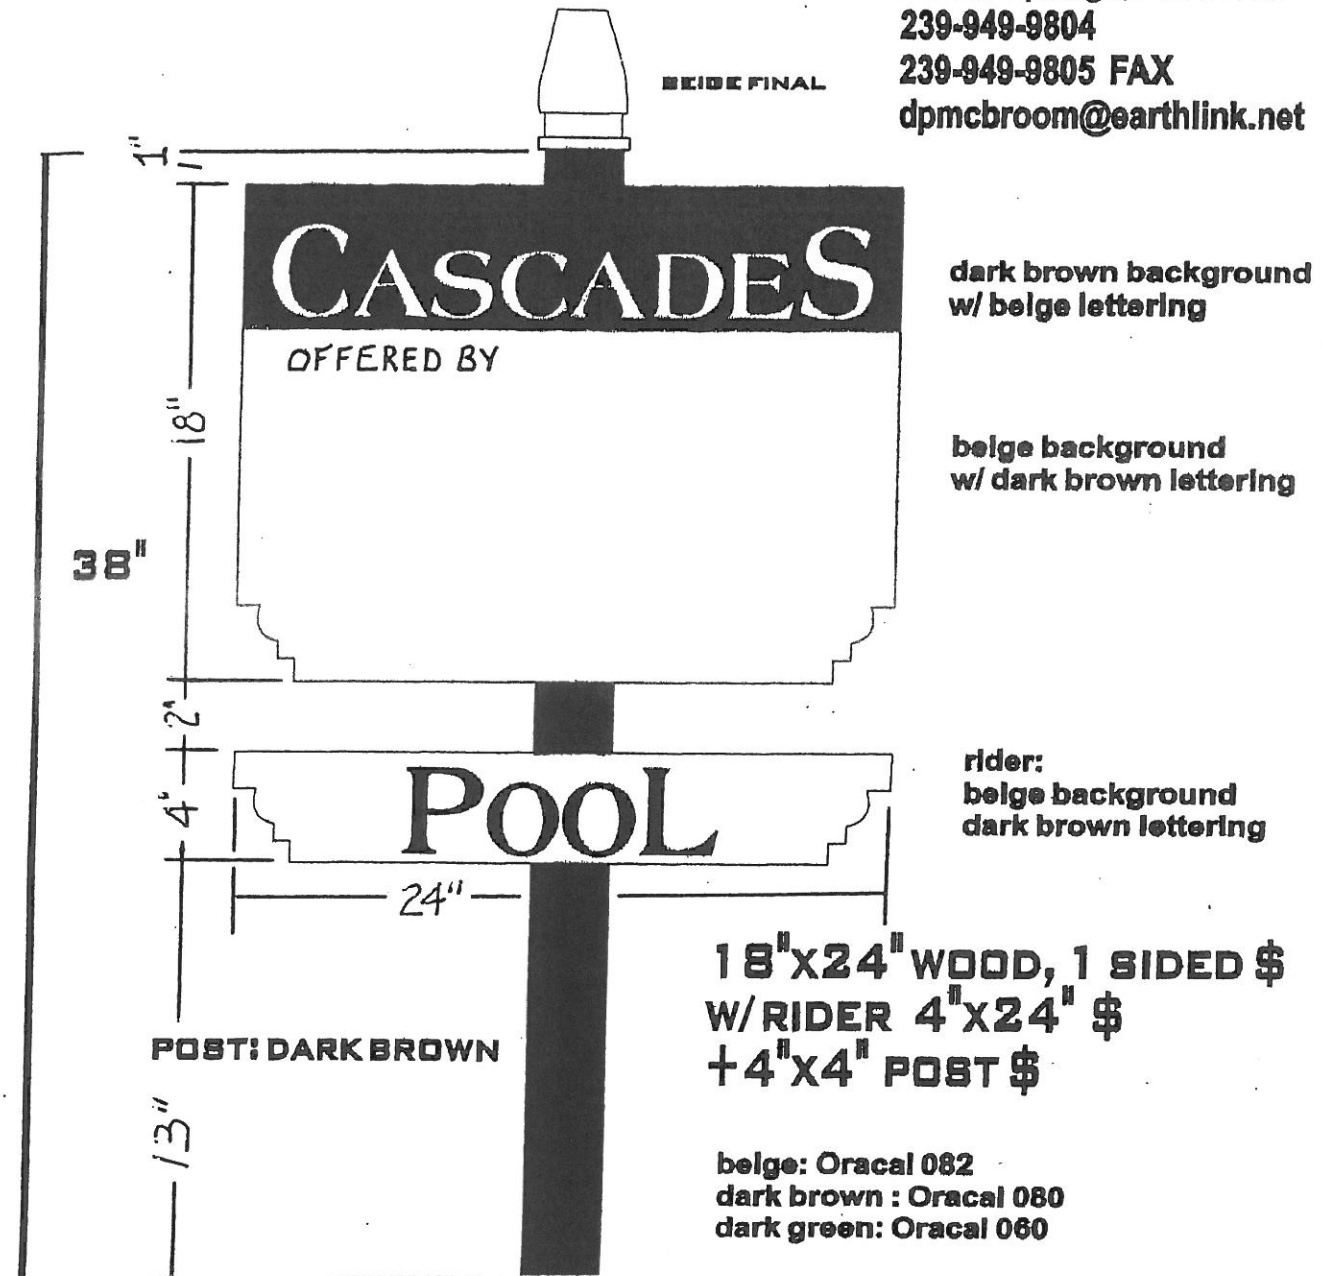 239-949-9804
239-949-9805 FAX
dpmcbroom@earthlink.net
BEIGE FINAL
1"
CASCADES
dark brown background
w/ beige lettering
OFFERED BY
18"
beige background
w/ dark brown lettering
38"
2"
4"
POOL
rider:
beige background
dark brown lettering
24"
18"X24" WOOD, 1 SIDED $
W/RIDER 4"X24" $
+4"X4" POST $
POST: DARK BROWN
13"
beige: Oracal 082
dark brown : Oracal 080
dark green: Oracal 060